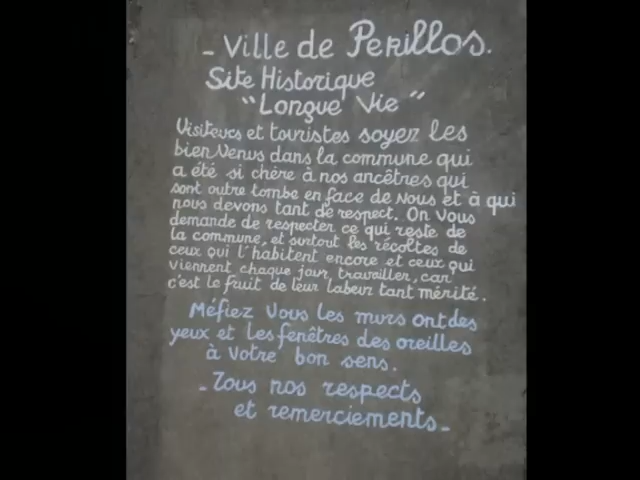 - Ville de Perillos.
Site Historique
"Longue Vie"
Visiteurs et touristes soyez les
bien Venus dans la commune qui
a été si chère à nos ancêtres qui
sont outre tombe en face de Nous et à qui
nous devons tant de respect. On Vous
demande de respecter ce qui reste de
la commune, et surtout les récoltes de
ceux qui l'habitent encore et ceux qui
viennent chaque jour, travailler, car
c'est le fruit de leur labeur tant mérité.
Méfiez Vous les murs ont des
yeux et les fenêtres des oreilles
à Votre bon sens.
- Tous nos respects
et remerciements -